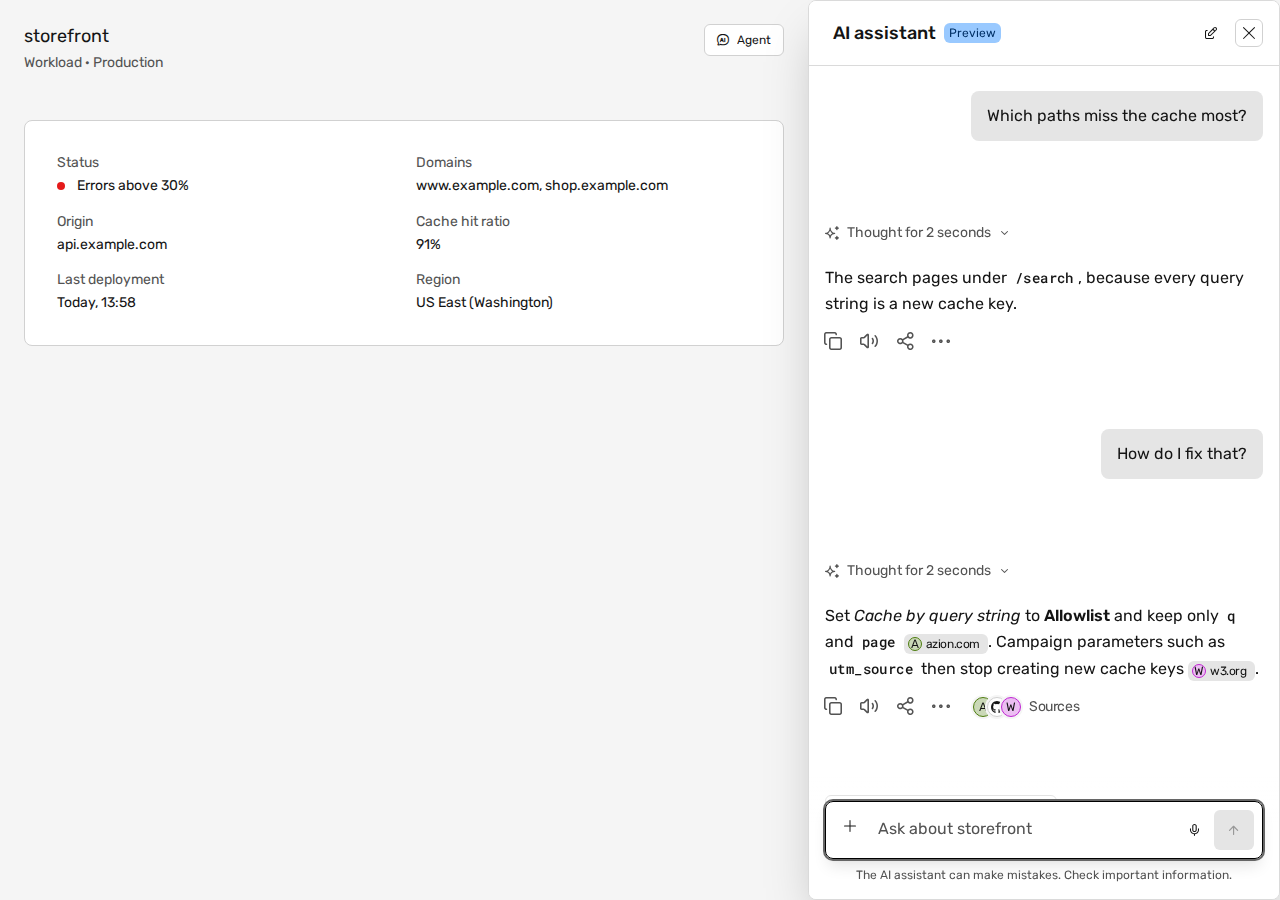 storefront
Workload • Production
Agent
Status
Errors above 30%
Domains
www.example.com, shop.example.com
Origin
api.example.com
Cache hit ratio
91%
Last deployment
Today, 13:58
Region
US East (Washington)
AI assistant
Preview
Which paths miss the cache most?
Thought for 2 seconds
The search pages under /search, because every query
string is a new cache key.
How do I fix that?
Thought for 2 seconds
Set Cache by query string to Allowlist and keep only q
and page A azion.com. Campaign parameters such as
utm_source then stop creating new cache keys W w3.org.
A W Sources
Ask about storefront
The AI assistant can make mistakes. Check important information.